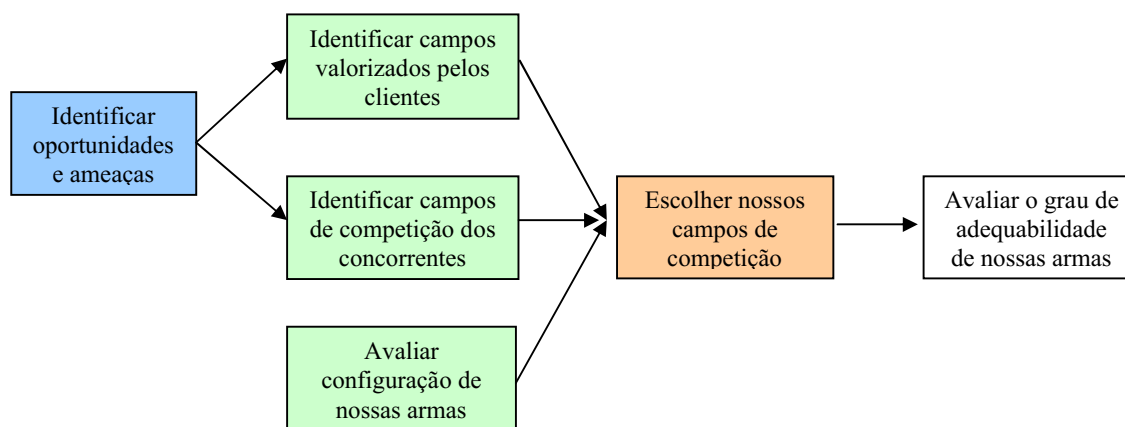 Identificar
oportunidades
e ameaças
Identificar campos
valorizados pelos
clientes
Identificar campos
de competição dos
concorrentes
Avaliar
configuração de
nossas armas
Escolher nossos
campos de
competição
Avaliar o grau de
adequabilidade
de nossas armas